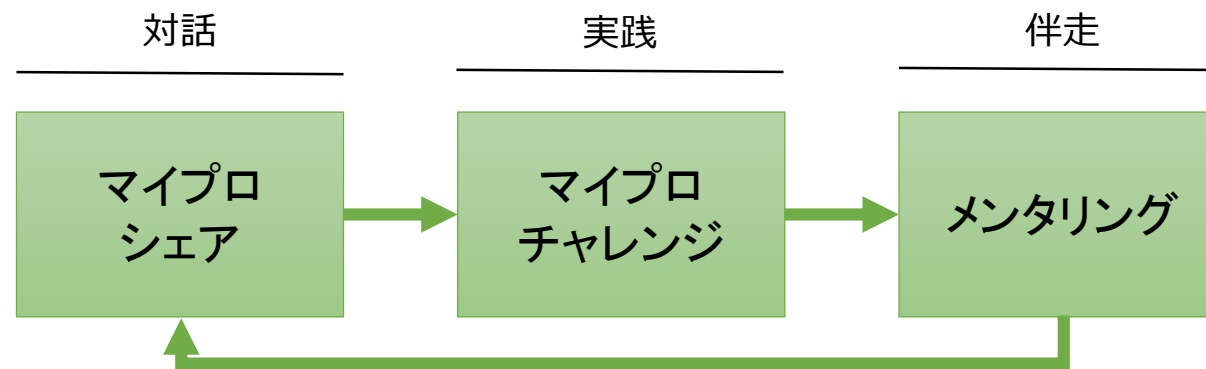 対話
実践
伴走
マイプロ
シェア
マイプロ
チャレンジ
メンタリング